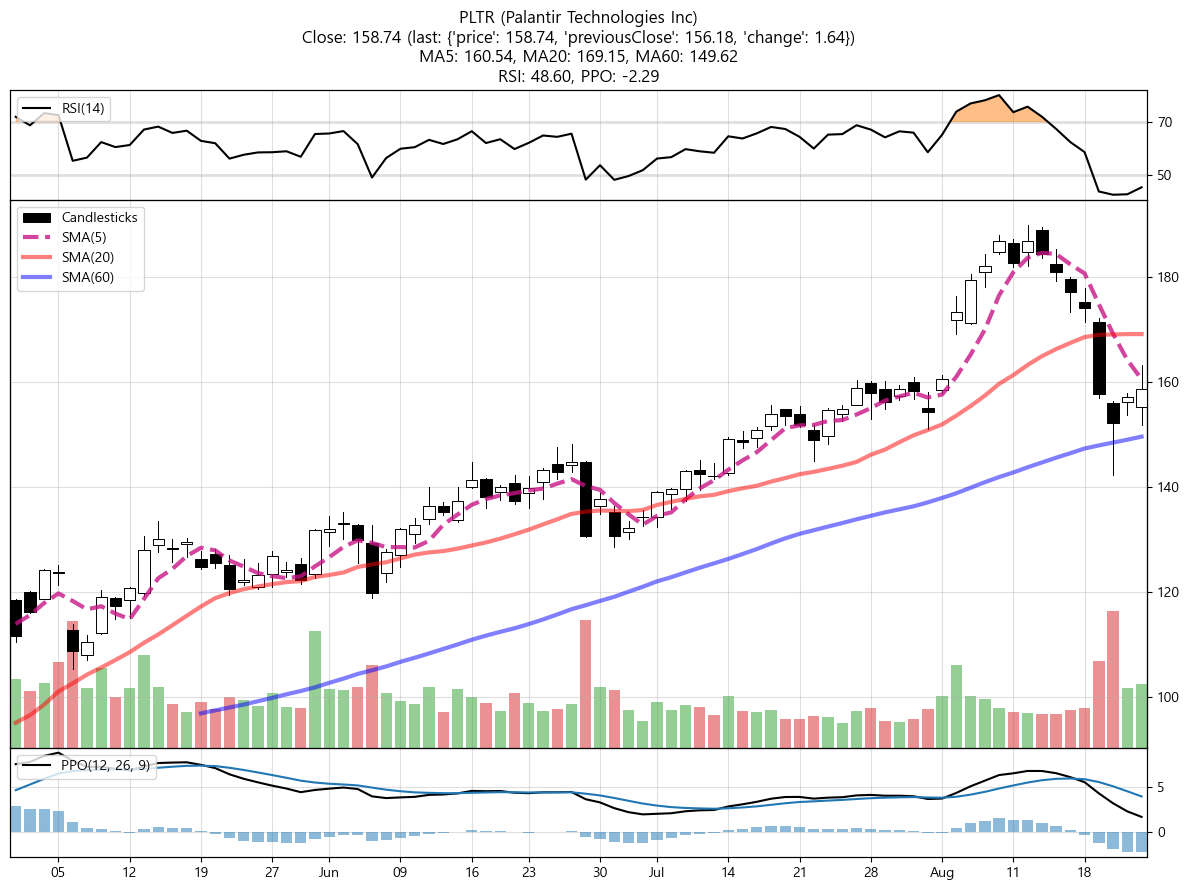 PLTR (Palantir Technologies Inc)
Close: 158.74 (last: {'price': 158.74, 'previousClose': 156.18, 'change': 1.64})
MA5: 160.54, MA20: 169.15, MA60: 149.62
RSI: 48.60, PPO: -2.29
RSI(14)
70
50
Candlesticks
SMA(5)
SMA(20)
SMA(60)
180
160
140
120
100
PPO(12, 26, 9)
5
0
05 12 19 27 Jun 09 16 23 30 Jul 14 21 28 Aug 11 18